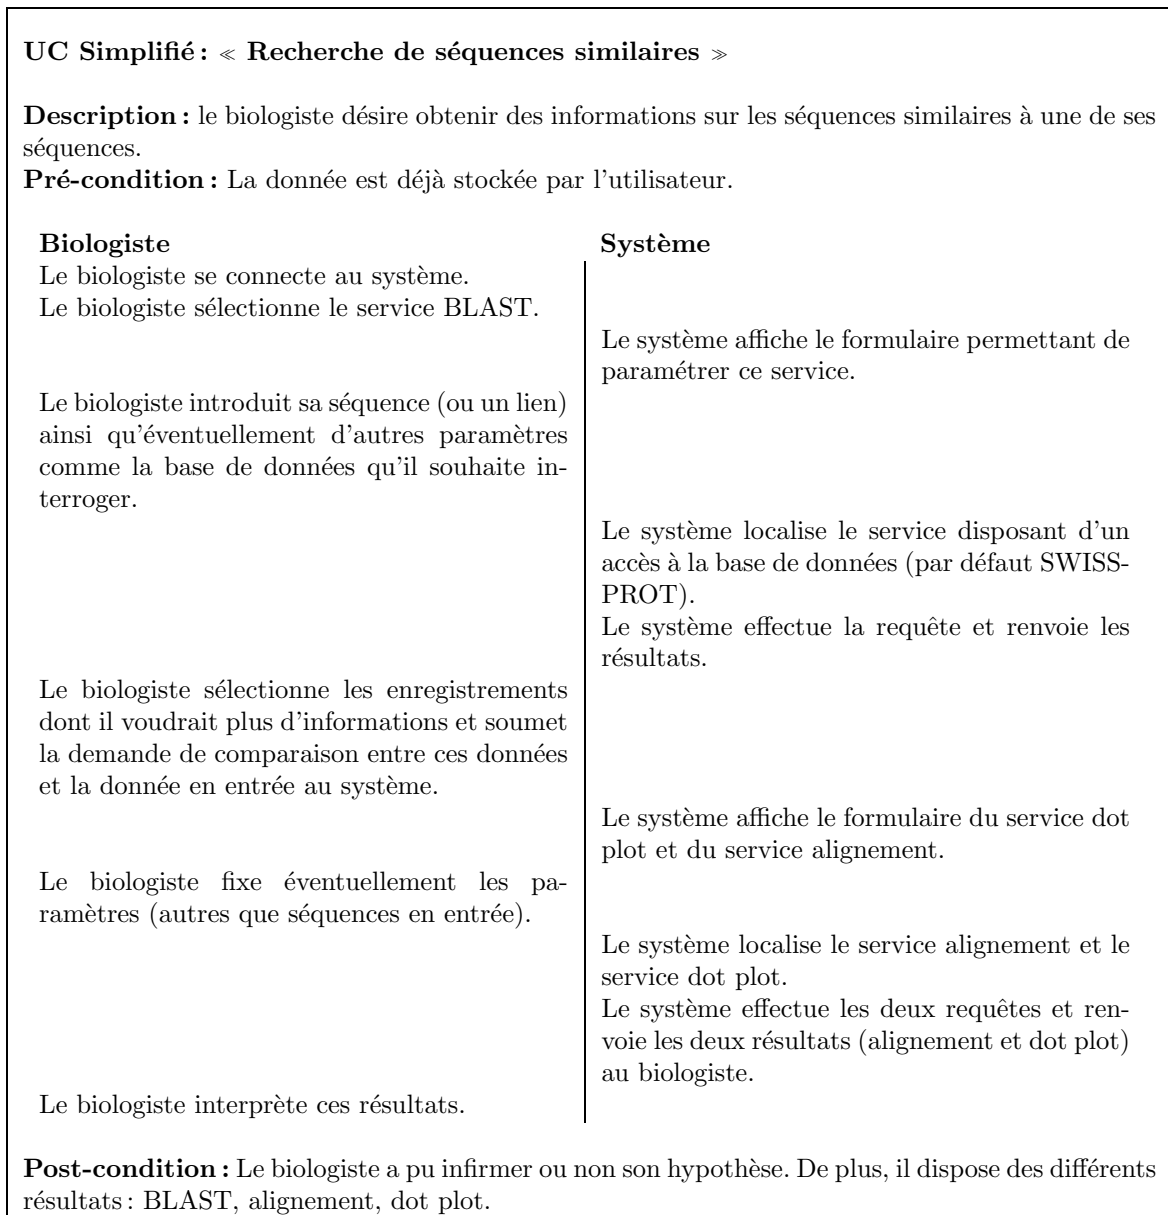 UC Simplifié : ≪ Recherche de séquences similaires ≫
Description : le biologiste désire obtenir des informations sur les séquences similaires à une de ses
séquences.
Pré-condition : La donnée est déjà stockée par l'utilisateur.
Biologiste
Système
Le biologiste se connecte au système.
Le biologiste sélectionne le service BLAST.
Le système affiche le formulaire permettant de
paramétrer ce service.
Le biologiste introduit sa séquence (ou un lien)
ainsi qu'éventuellement d'autres paramètres
comme la base de données qu'il souhaite in-
terroger.
Le système localise le service disposant d'un
accès à la base de données (par défaut SWISS-
PROT).
Le système effectue la requête et renvoie les
résultats.
Le biologiste sélectionne les enregistrements
dont il voudrait plus d'informations et soumet
la demande de comparaison entre ces données
et la donnée en entrée au système.
Le système affiche le formulaire du service dot
plot et du service alignement.
Le biologiste fixe éventuellement les pa-
ramètres (autres que séquences en entrée).
Le système localise le service alignement et le
service dot plot.
Le système effectue les deux requêtes et ren-
voie les deux résultats (alignement et dot plot)
au biologiste.
Le biologiste interprète ces résultats.
Post-condition : Le biologiste a pu infirmer ou non son hypothèse. De plus, il dispose des différents
résultats : BLAST, alignement, dot plot.